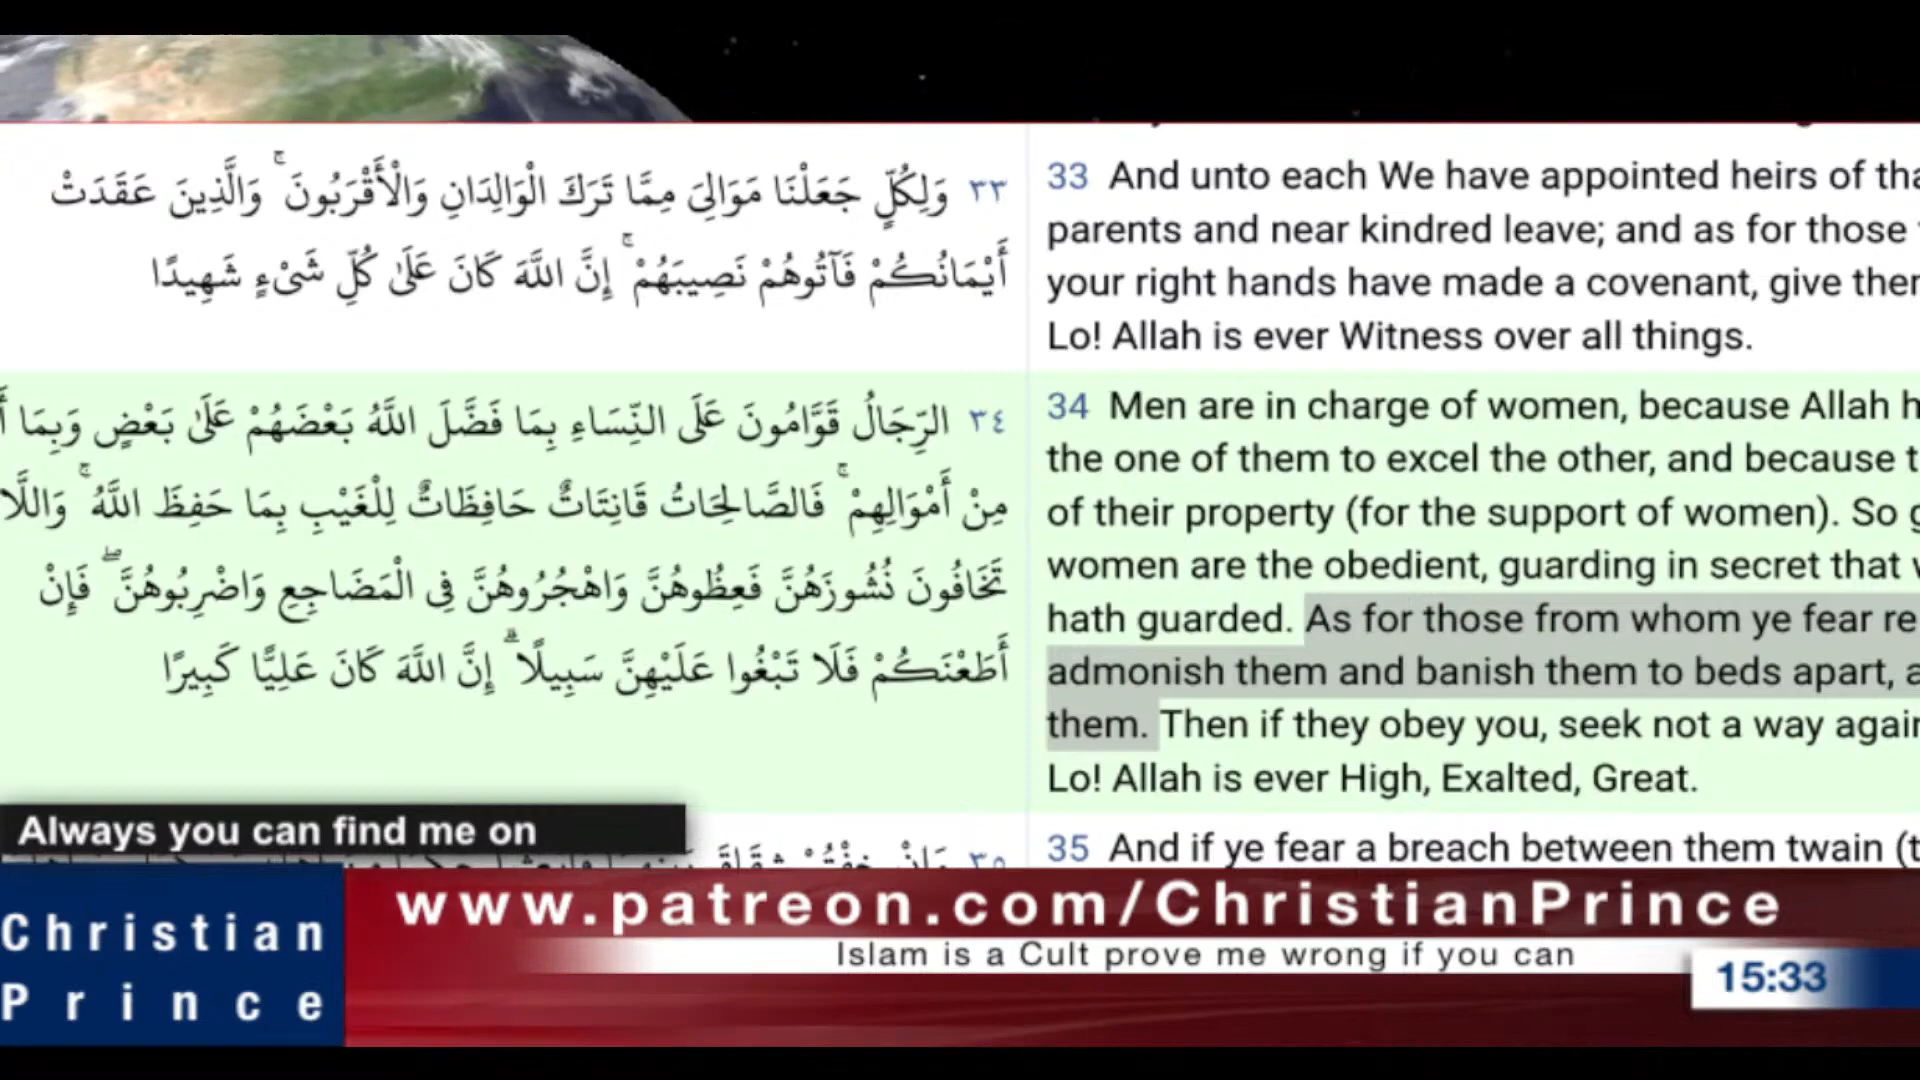 ٣٣ وَلِكُلٍّ جَعَلْنَا مَوَالِيَ مِمَّا تَرَكَ الْوَالِدَانِ وَالْأَقْرَبُونَ ۚ وَالَّذِينَ عَقَدَتْ
أَيْمَانُكُمْ فَآتُوهُمْ نَصِيبَهُمْ ۚ إِنَّ اللَّهَ كَانَ عَلَىٰ كُلِّ شَيْءٍ شَهِيدًا
33 And unto each We have appointed heirs of tha
parents and near kindred leave; and as for those
your right hands have made a covenant, give ther
Lo! Allah is ever Witness over all things.
٣٤ الرِّجَالُ قَوَّامُونَ عَلَى النِّسَاءِ بِمَا فَضَّلَ اللَّهُ بَعْضَهُمْ عَلَىٰ بَعْضٍ وَبِمَا
مِنْ أَمْوَالِهِمْ ۚ فَالصَّالِحَاتُ قَانِتَاتٌ حَافِظَاتٌ لِلْغَيْبِ بِمَا حَفِظَ اللَّهُ ۚ وَاللَّا
تَخَافُونَ نُشُوزَهُنَّ فَعِظُوهُنَّ وَاهْجُرُوهُنَّ فِي الْمَضَاجِعِ وَاضْرِبُوهُنَّ ۖ فَإِنْ
أَطَعْنَكُمْ فَلَا تَبْغُوا عَلَيْهِنَّ سَبِيلًا ۗ إِنَّ اللَّهَ كَانَ عَلِيًّا كَبِيرًا
34 Men are in charge of women, because Allah h
the one of them to excel the other, and because t
of their property (for the support of women). So g
women are the obedient, guarding in secret that
hath guarded. As for those from whom ye fear re
admonish them and banish them to beds apart, a
them. Then if they obey you, seek not a way again
Lo! Allah is ever High, Exalted, Great.
35 And if ye fear a breach between them twain (t
Always you can find me on
www.patreon.com/ChristianPrince
Islam is a Cult prove me wrong if you can
Christian
Prince
15:33